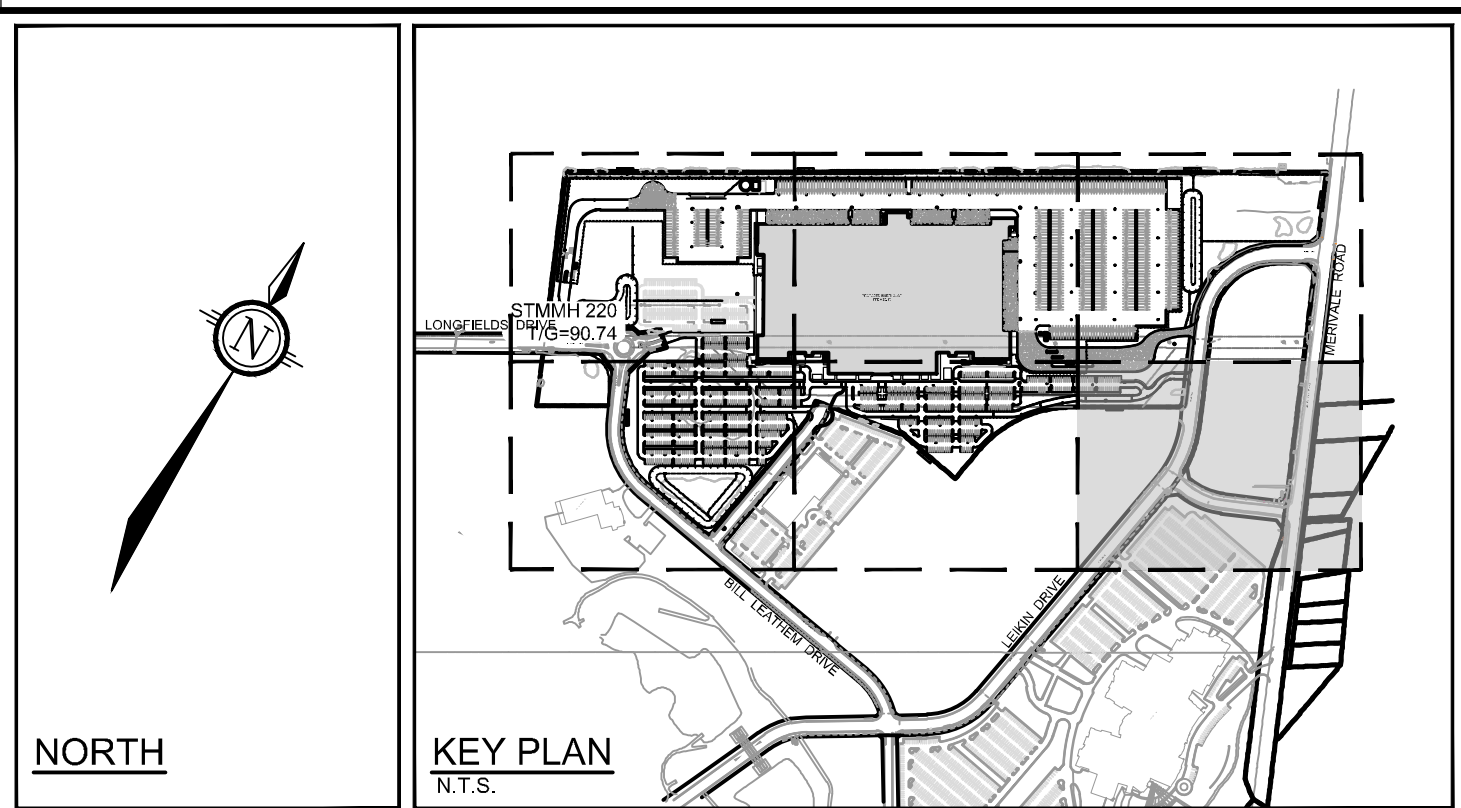 N
NORTH
KEY PLAN
N.T.S.
STMMH 220
T/G=90.74
LONGFIELDS DRIVE
MERIVALE ROAD
BILL LEATHEM DRIVE
LEIKIN DRIVE